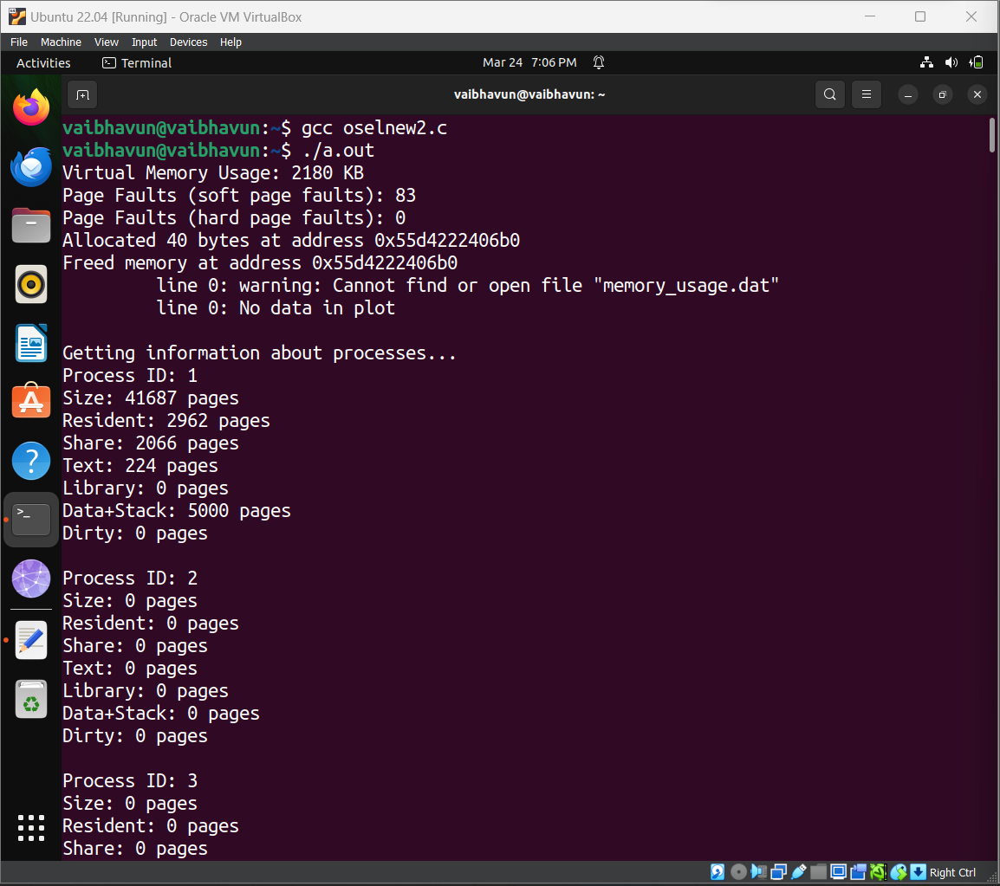 Ubuntu 22.04 [Running] - Oracle VM VirtualBox
File Machine View Input Devices Help
Activities Terminal Mar 24 7:06 PM
vaibhavun@vaibhavun: ~
vaibhavun@vaibhavun:~$ gcc oselnew2.c
vaibhavun@vaibhavun:~$ ./a.out
Virtual Memory Usage: 2180 KB
Page Faults (soft page faults): 83
Page Faults (hard page faults): 0
Allocated 40 bytes at address 0x55d4222406b0
Freed memory at address 0x55d4222406b0
line 0: warning: Cannot find or open file "memory_usage.dat"
line 0: No data in plot
Getting information about processes...
Process ID: 1
Size: 41687 pages
Resident: 2962 pages
Share: 2066 pages
Text: 224 pages
Library: 0 pages
Data+Stack: 5000 pages
Dirty: 0 pages
Process ID: 2
Size: 0 pages
Resident: 0 pages
Share: 0 pages
Text: 0 pages
Library: 0 pages
Data+Stack: 0 pages
Dirty: 0 pages
Process ID: 3
Size: 0 pages
Resident: 0 pages
Share: 0 pages
Right Ctrl